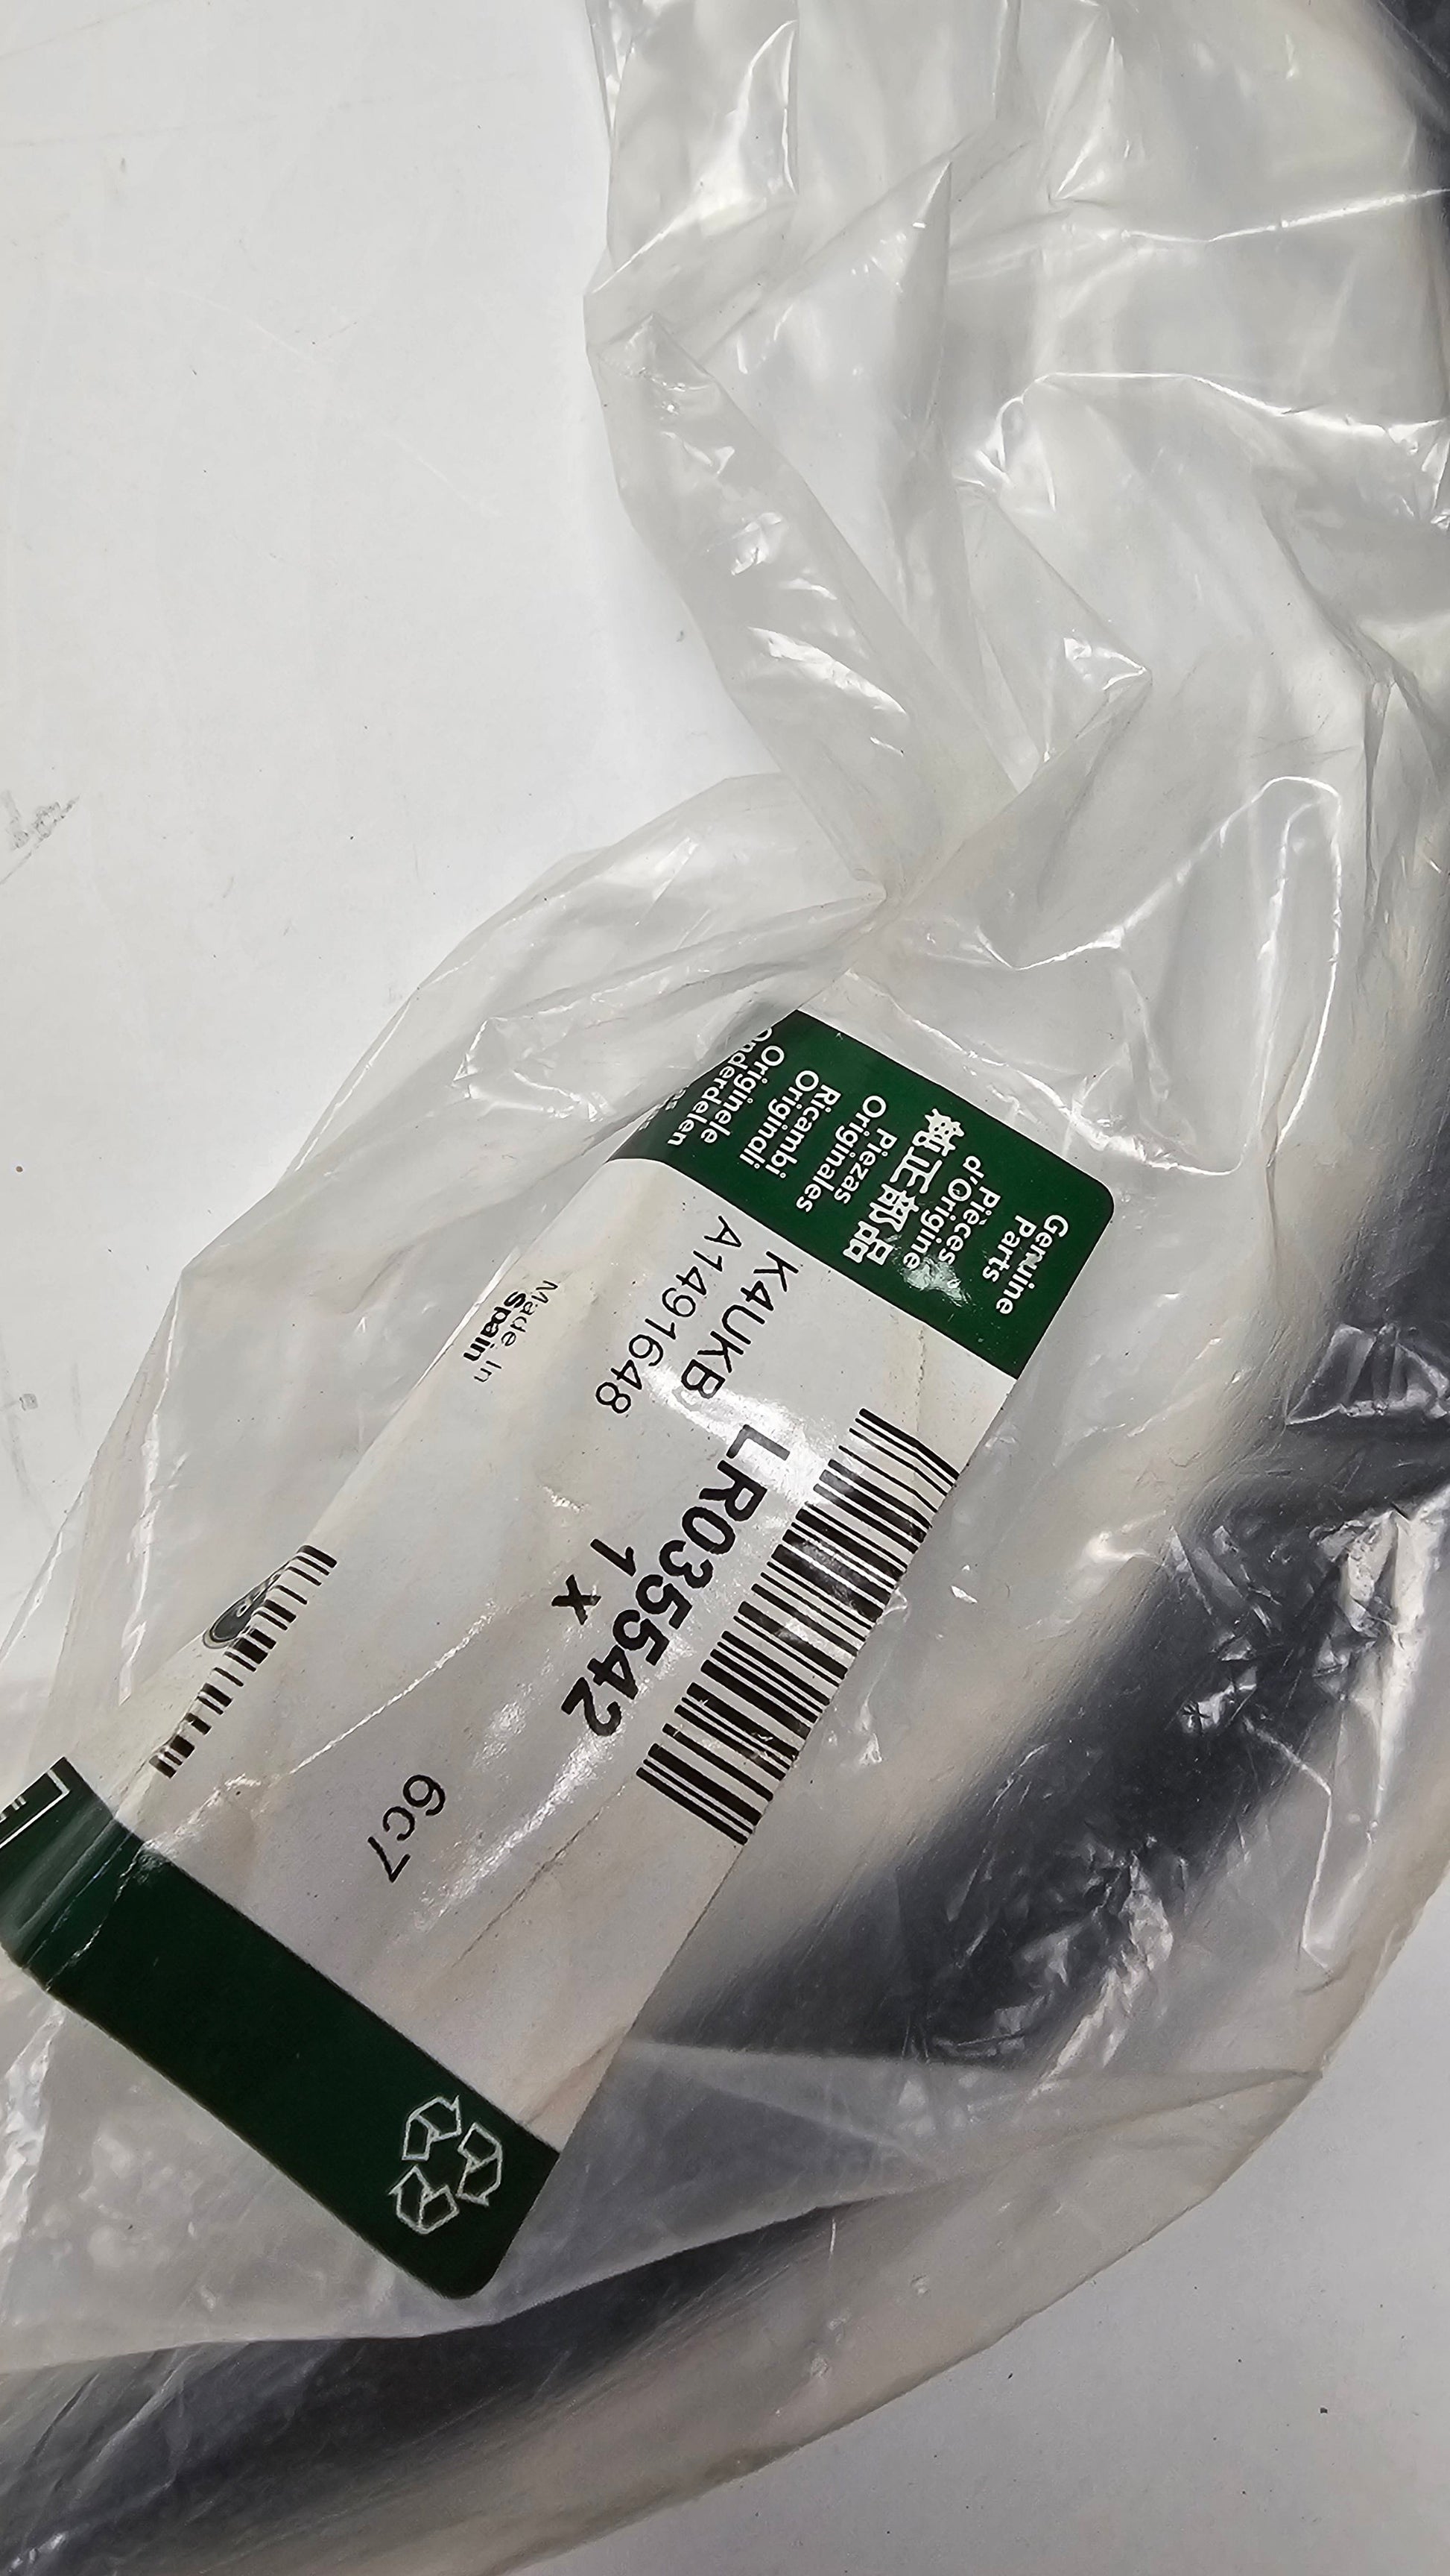 Genuine
Parts
Pièces
d'Origine
純正部品
Piezas
Originales
Ricambi
Originali
Originele
Onderdelen
K4UKB LR035542
A1491648
1 x
Made in
Spain
6c7